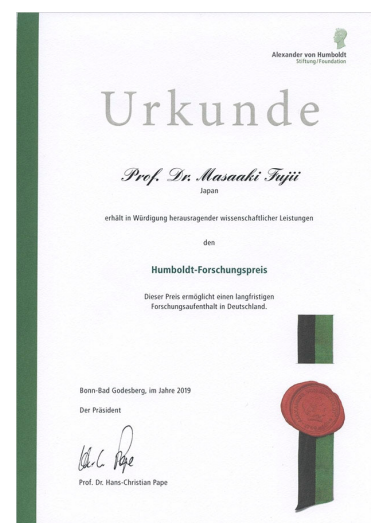 Alexander von Humboldt
Stiftung/Foundation
Urkunde
Prof. Dr. Masaaki Fujii
Japan
erhält in Würdigung herausragender wissenschaftlicher Leistungen
den
Humboldt-Forschungspreis
Dieser Preis ermöglicht einen langfristigen
Forschungsaufenthalt in Deutschland.
Bonn-Bad Godesberg, im Jahre 2019
Der Präsident
Prof. Dr. Hans-Christian Pape